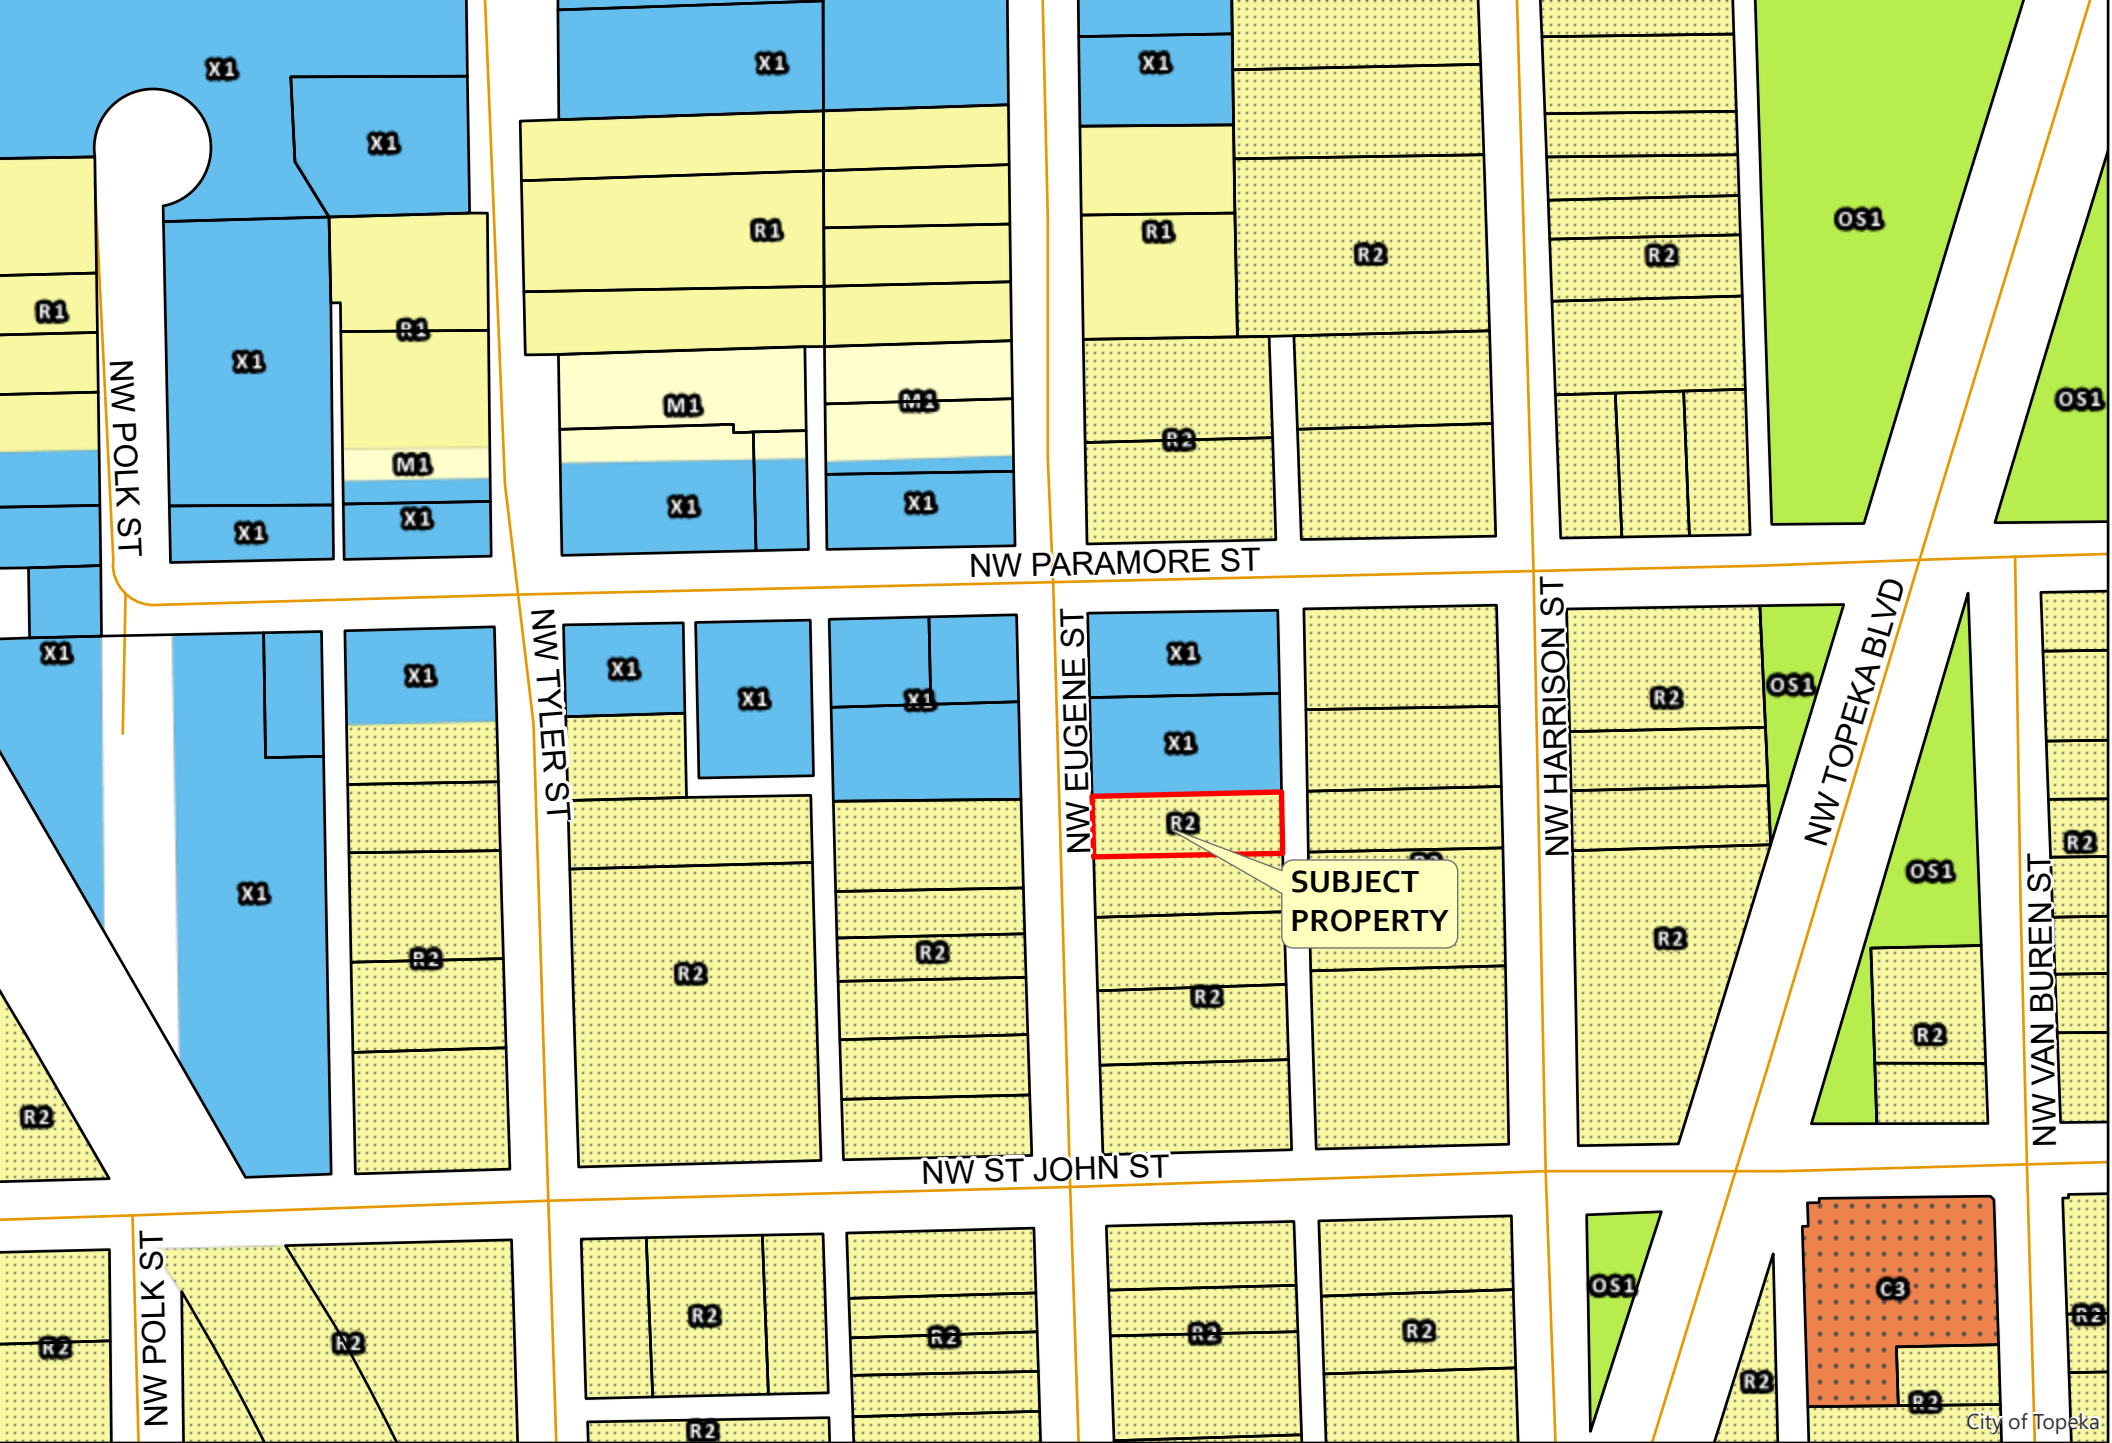 X1
X1
X1
X1
OS1
R1
R1
R2
R2
R1
R1
X1
OS1
M1
M1
R2
M1
X1
X1
X1
X1
NW POLK ST
NW PARAMORE ST
X1
X1
X1
X1
X1
X1
X1
R2
OS1
NW TYLER ST
NW EUGENE ST
NW HARRISON ST
NW TOPEKA BLVD
R2
R2
SUBJECT
PROPERTY
OS1
R2
X1
R2
R2
R2
R2
R2
R2
NW VAN BUREN ST
R2
NW ST JOHN ST
NW POLK ST
R2
R2
R2
R2
R2
R2
OS1
C3
R2
R2
R2
R2
City of Topeka